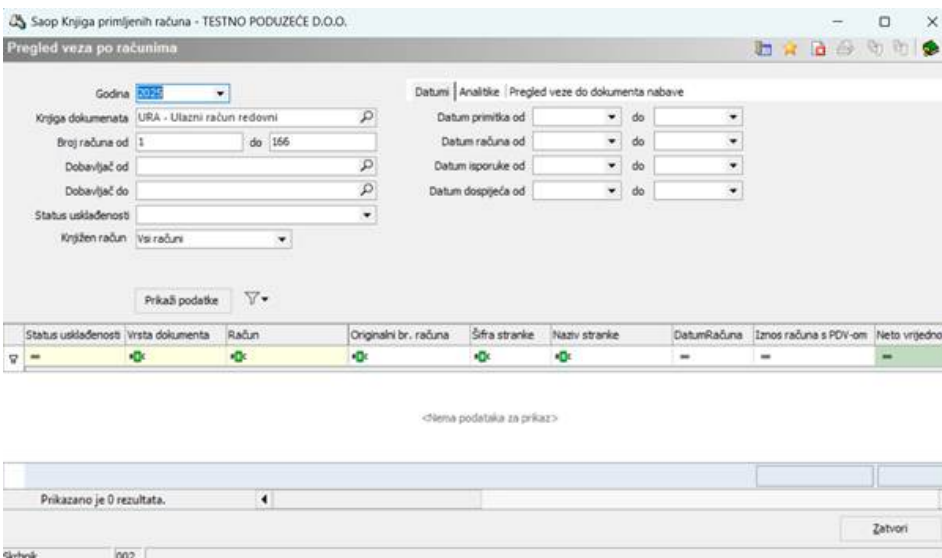 Saop Knjiga primljenih računa - TESTNO PODUZEĆE D.O.O.
Pregled veza po računima
Godina 2025
Knjiga dokumenata URA - Ulazni račun redovni
Broj računa od 1 do 166
Dobavljač od
Dobavljač do
Status usklađenosti
Knjižen račun Vsi računi
Datumi Analitike Pregled veze do dokumenta nabave
Datum primitka od do
Datum računa od do
Datum isporuke od do
Datum dospijeća od do
Prikaži podatke
Status usklađenosti Vrsta dokumenta Račun Originalni br. računa Šifra stranke Naziv stranke DatumRačuna Iznos računa s PDV-om Neto vrijedno
<Nema podataka za prikaz>
Prikazano je 0 rezultata.
Zatvori
Skrbnik 002